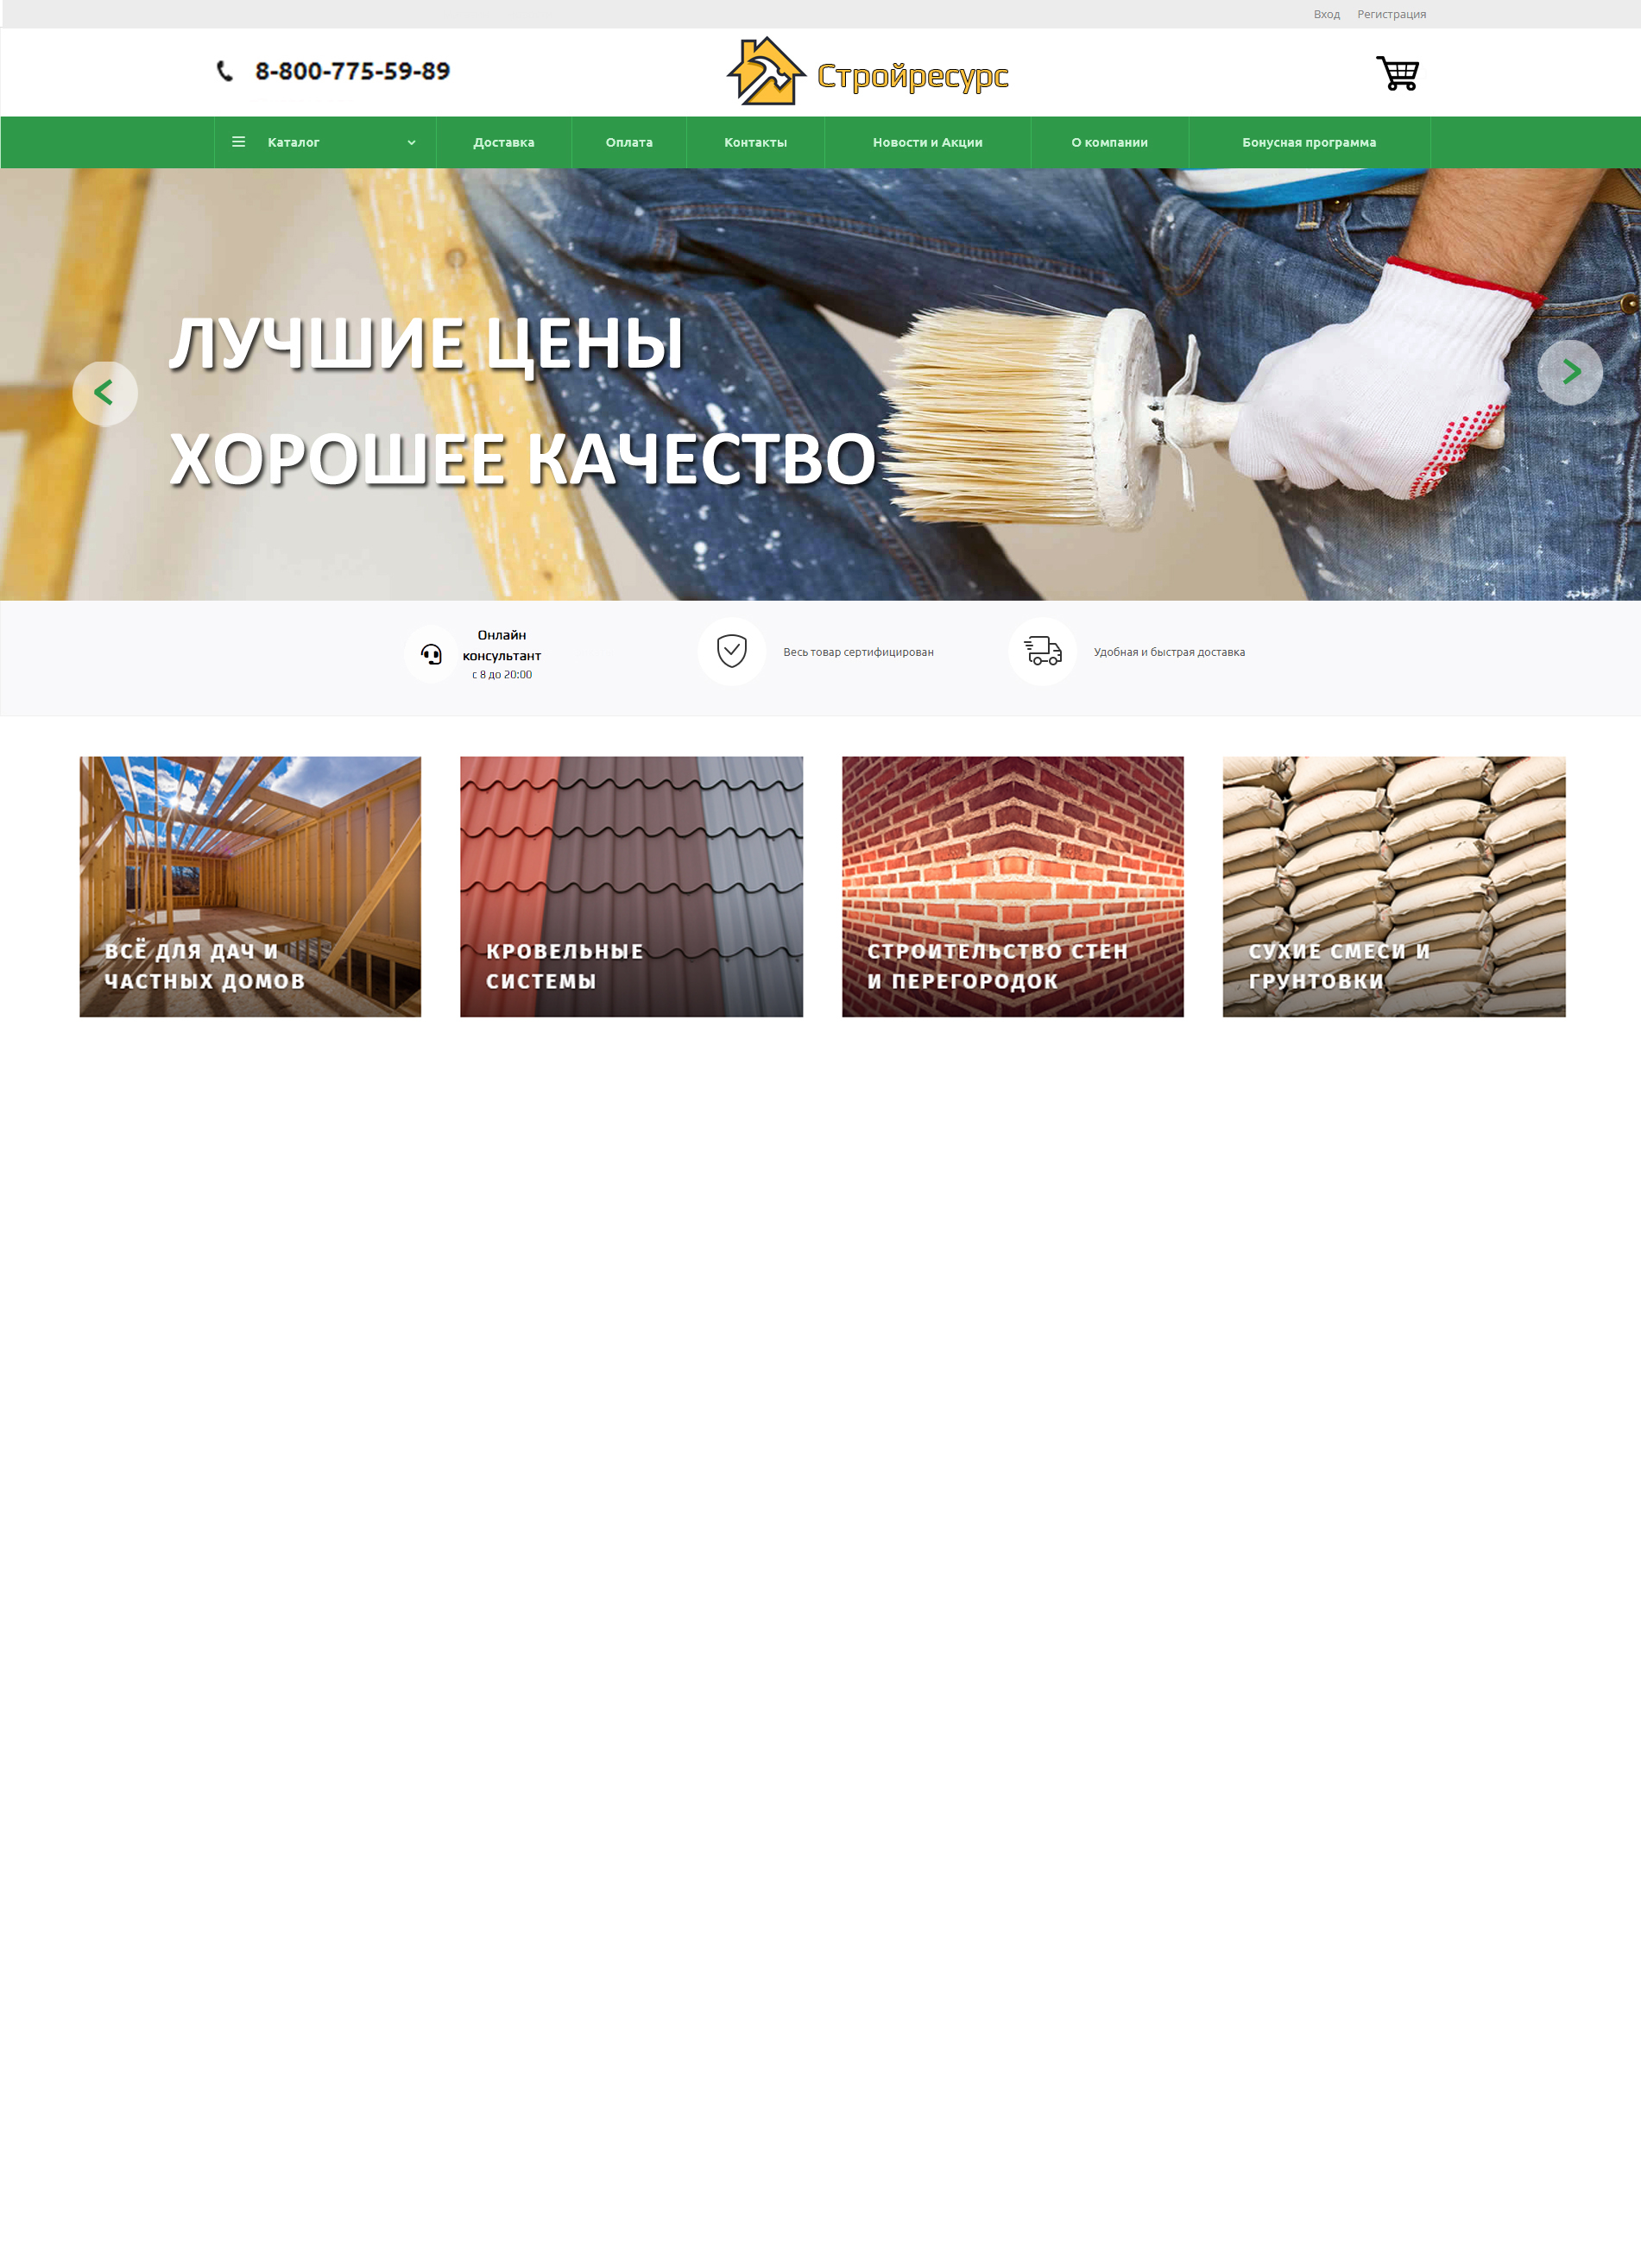 Вход Регистрация
8-800-775-59-89
Стройресурс
Каталог Доставка Оплата Контакты Новости и Акции О компании Бонусная программа
ЛУЧШИЕ ЦЕНЫ
ХОРОШЕЕ КАЧЕСТВО
Онлайн
консультант
с 8 до 20:00
Весь товар сертифицирован
Удобная и быстрая доставка
ВСЁ ДЛЯ ДАЧ И
ЧАСТНЫХ ДОМОВ
КРОВЕЛЬНЫЕ
СИСТЕМЫ
СТРОИТЕЛЬСТВО СТЕН
И ПЕРЕГОРОДОК
СУХИЕ СМЕСИ И
ГРУНТОВКИ